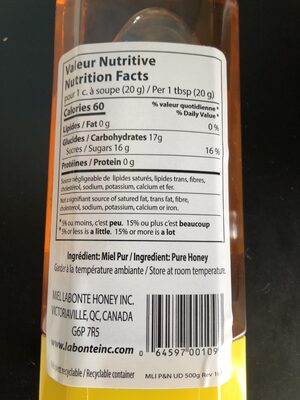 Valeur Nutritive
Nutrition Facts
pour 1 c. à soupe (20 g) / Per 1 tbsp (20 g)
Calories 60
% valeur quotidienne*
% Daily Value*
Lipides / Fat 0 g 0 %
Glucides / Carbohydrates 17g
Sucres / Sugars 16 g 16 %
Protéines / Protein 0 g
Source négligeable de lipides saturés, lipides trans, fibres,
cholestérol, sodium, potassium, calcium et fer.
Not a signifiant source of satured fat, trans fat, fibre,
cholesterol, sodium, potassium, calcium or iron.
*5% ou moins, c'est peu. 15% ou plus c'est beaucoup
*5% or less is a little. 15% or more is a lot
Ingrédient: Miel Pur / Ingredient: Pure Honey
Garder à la température ambiante / Store at room temperature.
MIEL LABONTE HONEY INC.
VICTORIAVILLE, QC, CANADA
G6P 7R5
www.labonteinc.com
0 64597 00109
recyclable / Recyclable container
MLI P&N UD 500g Rev